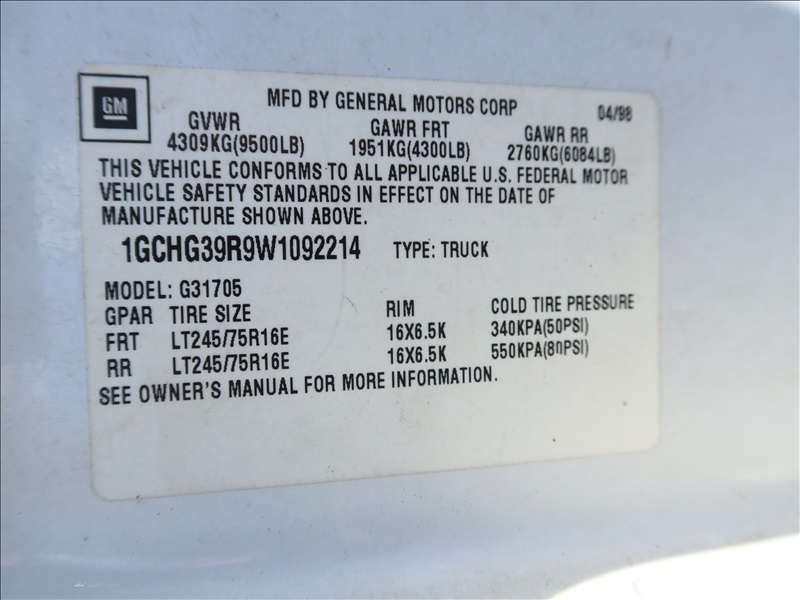 GM
MFD BY GENERAL MOTORS CORP 04/98
GVWR GAWR FRT GAWR RR
4309KG(9500LB) 1951KG(4300LB) 2760KG(6084LB)
THIS VEHICLE CONFORMS TO ALL APPLICABLE U.S. FEDERAL MOTOR
VEHICLE SAFETY STANDARDS IN EFFECT ON THE DATE OF
MANUFACTURE SHOWN ABOVE.
1GCHG39R9W1092214 TYPE: TRUCK
MODEL: G31705
GPAR TIRE SIZE RIM COLD TIRE PRESSURE
FRT LT245/75R16E 16X6.5K 340KPA(50PSI)
RR LT245/75R16E 16X6.5K 550KPA(80PSI)
SEE OWNER'S MANUAL FOR MORE INFORMATION.